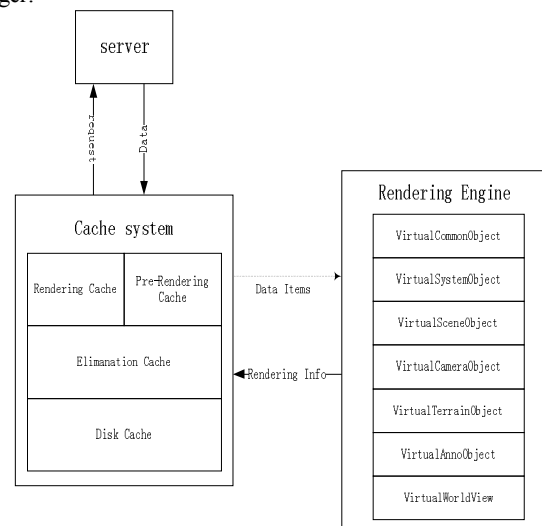 ger.
server
request
Data
Cache system
Rendering Cache
Pre-Rendering
Cache
Elimanation Cache
Disk Cache
Data Items
Rendering Info
Rendering Engine
VirtualCommonObject
VirtualSystemObject
VirtualSceneObject
VirtualCameraObject
VirtualTerrainObject
VirtualAnnoObject
VirtualWorldView